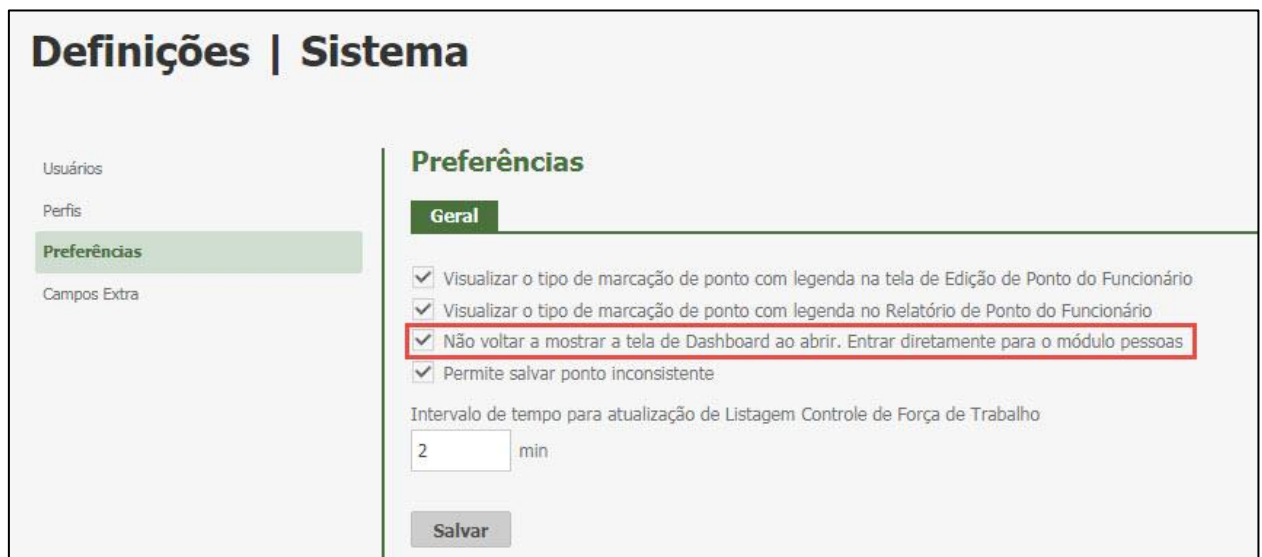 Definições | Sistema
Usuários
Perfis
Preferências
Campos Extra
Preferências
Geral
Visualizar o tipo de marcação de ponto com legenda na tela de Edição de Ponto do Funcionário
Visualizar o tipo de marcação de ponto com legenda no Relatório de Ponto do Funcionário
Não voltar a mostrar a tela de Dashboard ao abrir. Entrar diretamente para o módulo pessoas
Permite salvar ponto inconsistente
Intervalo de tempo para atualização de Listagem Controle de Força de Trabalho
2 min
Salvar